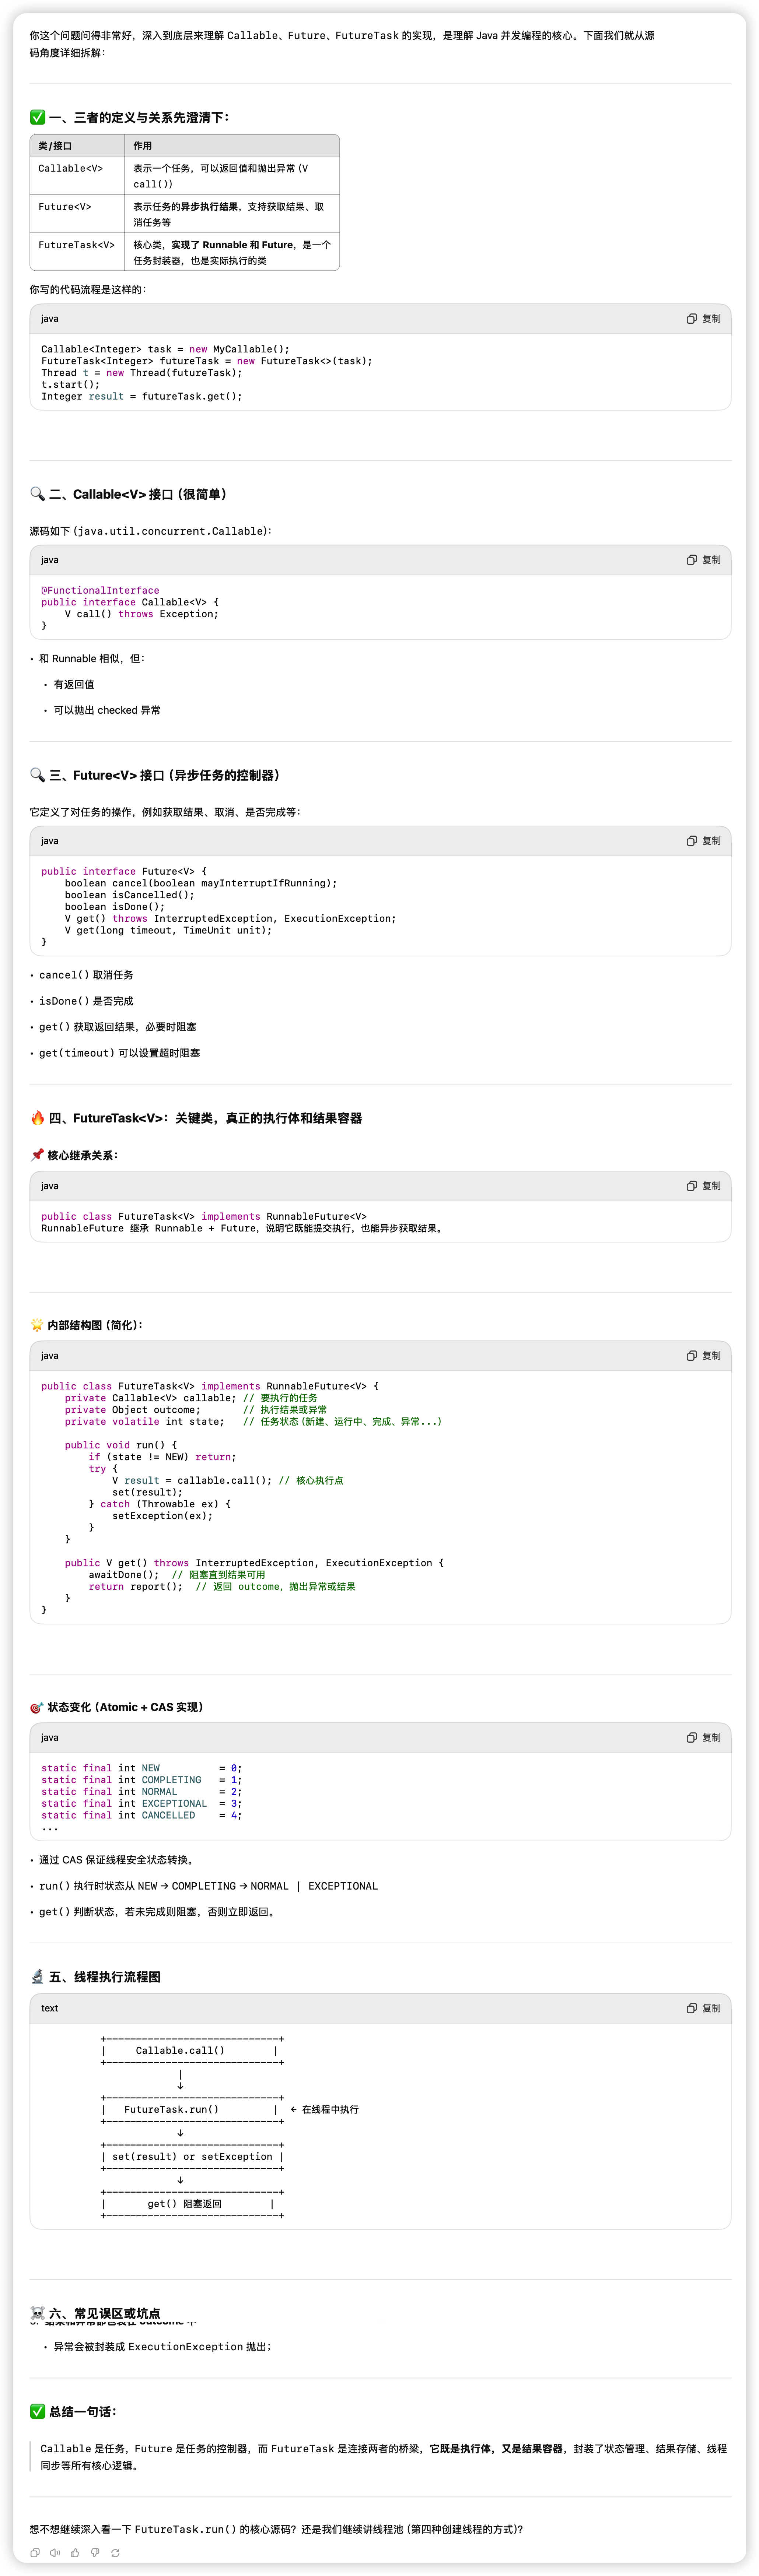 你这个问题问得非常好，深入到底层来理解 Callable、Future、FutureTask 的实现，是理解 Java 并发编程的核心。下面我们就从源
码角度详细拆解：
✅ 一、三者的定义与关系先澄清下：
类/接口 作用
Callable<V> 表示一个任务，可以返回值和抛出异常 (V
call())
Future<V> 表示任务的异步执行结果，支持获取结果、取
消任务等
FutureTask<V> 核心类，实现了 Runnable 和 Future，是一个
任务封装器，也是实际执行的类
你写的代码流程是这样的：
java 复制
Callable<Integer> task = new MyCallable();
FutureTask<Integer> futureTask = new FutureTask<>(task);
Thread t = new Thread(futureTask);
t.start();
Integer result = futureTask.get();
🔍 二、Callable<V> 接口（很简单）
源码如下 (java.util.concurrent.Callable)：
java 复制
@FunctionalInterface
public interface Callable<V> {
    V call() throws Exception;
}
• 和 Runnable 相似，但：
• 有返回值
• 可以抛出 checked 异常
🔍 三、Future<V> 接口（异步任务的控制器）
它定义了对任务的操作，例如获取结果、取消、是否完成等：
java 复制
public interface Future<V> {
    boolean cancel(boolean mayInterruptIfRunning);
    boolean isCancelled();
    boolean isDone();
    V get() throws InterruptedException, ExecutionException;
    V get(long timeout, TimeUnit unit);
}
• cancel() 取消任务
• isDone() 是否完成
• get() 获取返回结果，必要时阻塞
• get(timeout) 可以设置超时阻塞
🔥 四、FutureTask<V>：关键类，真正的执行体和结果容器
📌 核心继承关系：
java 复制
public class FutureTask<V> implements RunnableFuture<V>
RunnableFuture 继承 Runnable + Future，说明它既能提交执行，也能异步获取结果。
🌟 内部结构图（简化）：
java 复制
public class FutureTask<V> implements RunnableFuture<V> {
    private Callable<V> callable; // 要执行的任务
    private Object outcome;       // 执行结果或异常
    private volatile int state;   // 任务状态（新建、运行中、完成、异常...）
    public void run() {
        if (state != NEW) return;
        try {
            V result = callable.call(); // 核心执行点
            set(result);
        } catch (Throwable ex) {
            setException(ex);
        }
    }
    public V get() throws InterruptedException, ExecutionException {
        awaitDone();  // 阻塞直到结果可用
        return report();  // 返回 outcome，抛出异常或结果
    }
}
🎯 状态变化（Atomic + CAS 实现）
java 复制
static final int NEW          = 0;
static final int COMPLETING   = 1;
static final int NORMAL       = 2;
static final int EXCEPTIONAL  = 3;
static final int CANCELLED    = 4;
...
• 通过 CAS 保证线程安全状态转换。
• run() 执行时状态从 NEW → COMPLETING → NORMAL | EXCEPTIONAL
• get() 判断状态，若未完成则阻塞，否则立即返回。
🔬 五、线程执行流程图
text 复制
+-----------------------------+
|     Callable.call()        |
+-----------------------------+
|
↓
+-----------------------------+
|   FutureTask.run()         |  ← 在线程中执行
+-----------------------------+
↓
+-----------------------------+
| set(result) or setException |
+-----------------------------+
↓
+-----------------------------+
|       get() 阻塞返回        |
+-----------------------------+
☠️ 六、常见误区或坑点
• 异常会被封装成 ExecutionException 抛出；
✅ 总结一句话：
Callable 是任务，Future 是任务的控制器，而 FutureTask 是连接两者的桥梁，它既是执行体，又是结果容器，封装了状态管理、结果存储、线程
同步等所有核心逻辑。
想不想继续深入看一下 FutureTask.run() 的核心源码？还是我们继续讲线程池（第四种创建线程的方式）？